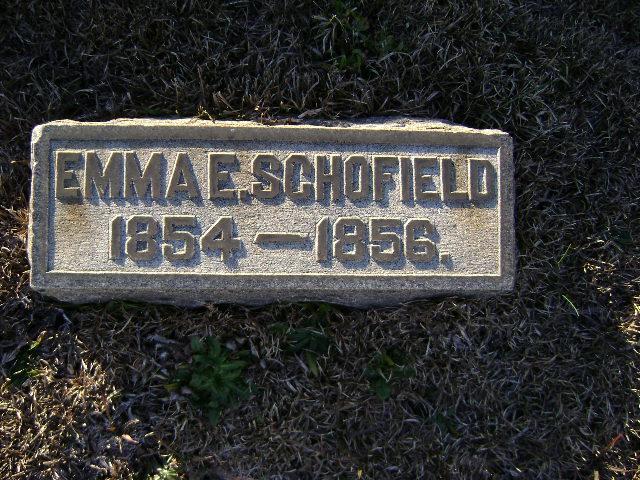 EMMA E. SCHOFIELD
1854 — 1856.